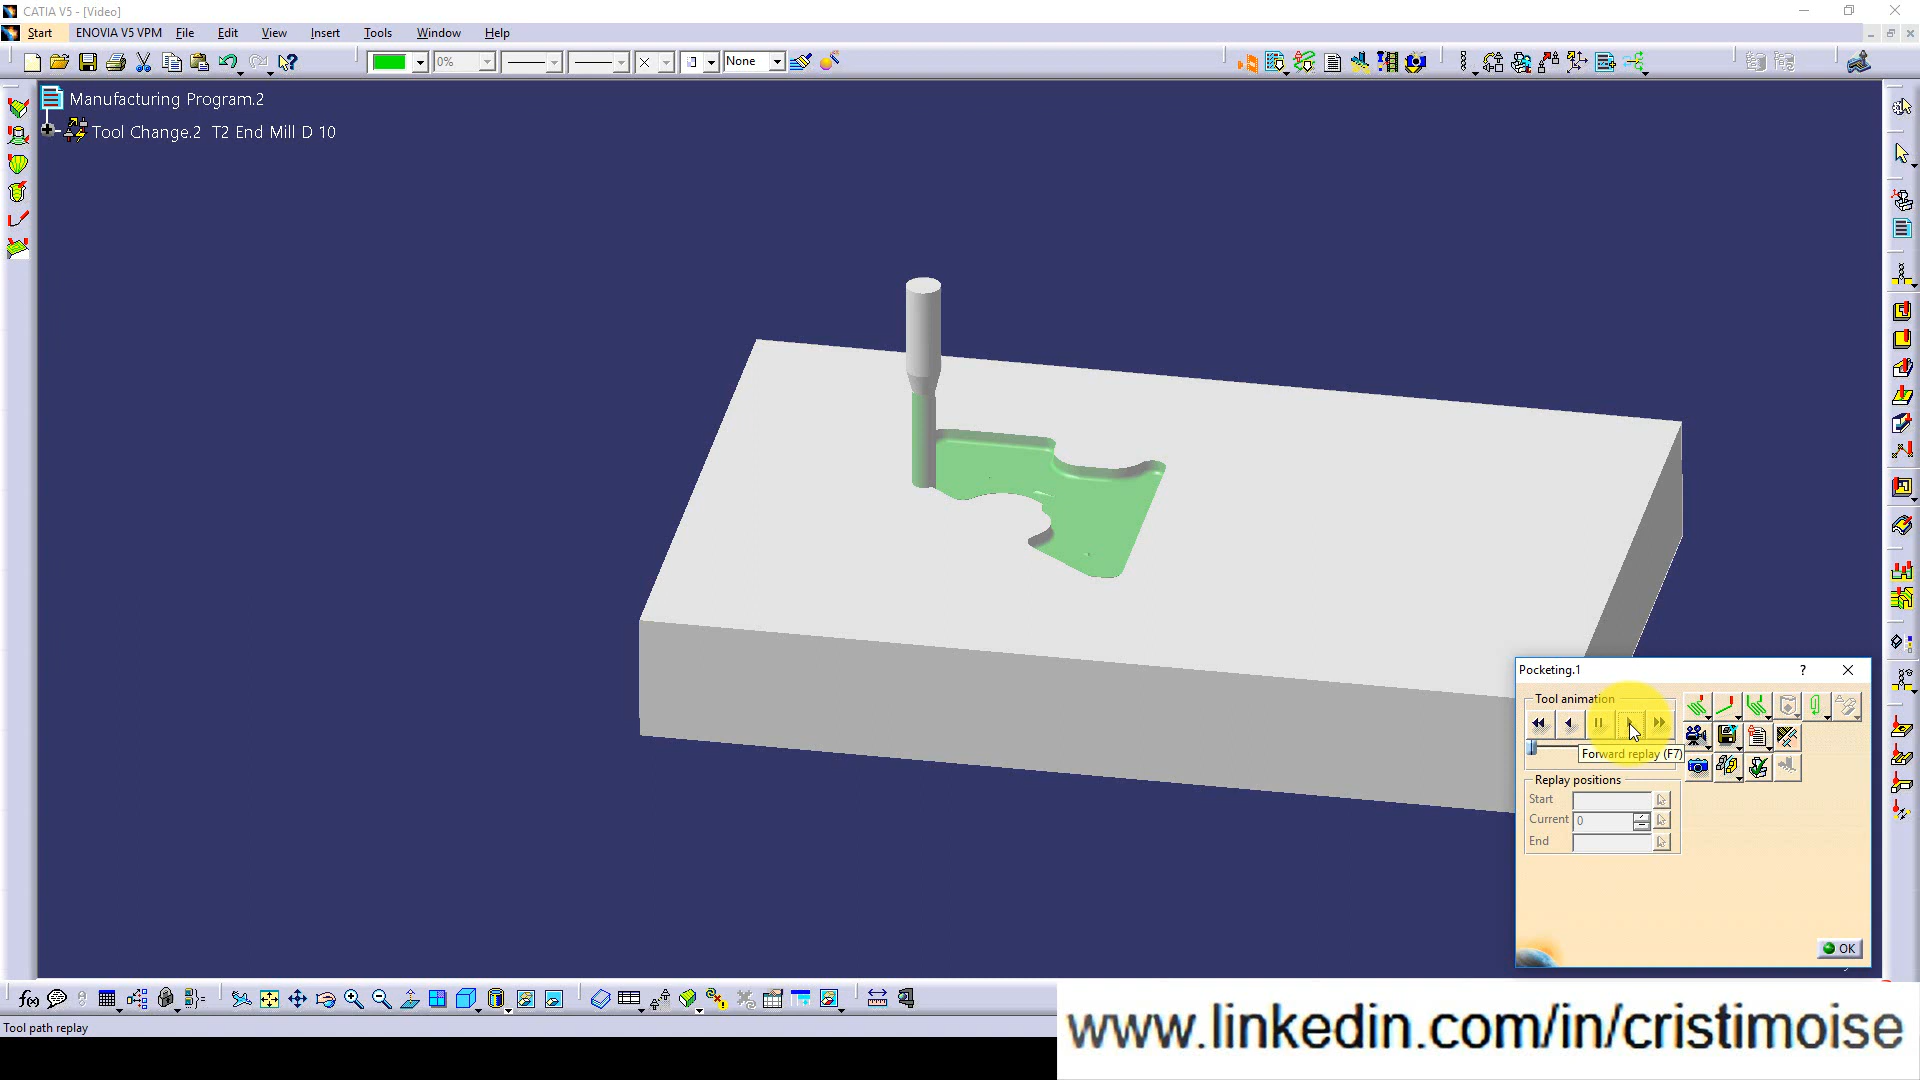 CATIA V5 - [Video]
Start ENOVIA V5 VPM File Edit View Insert Tools Window Help
0% None
Manufacturing Program.2
Tool Change.2 T2 End Mill D 10
Pocketing.1 ?
Tool animation
Forward replay (F7)
Replay positions
Start
Current 0
End
OK
f(x)
Tool path replay
www.linkedin.com/in/cristimoise